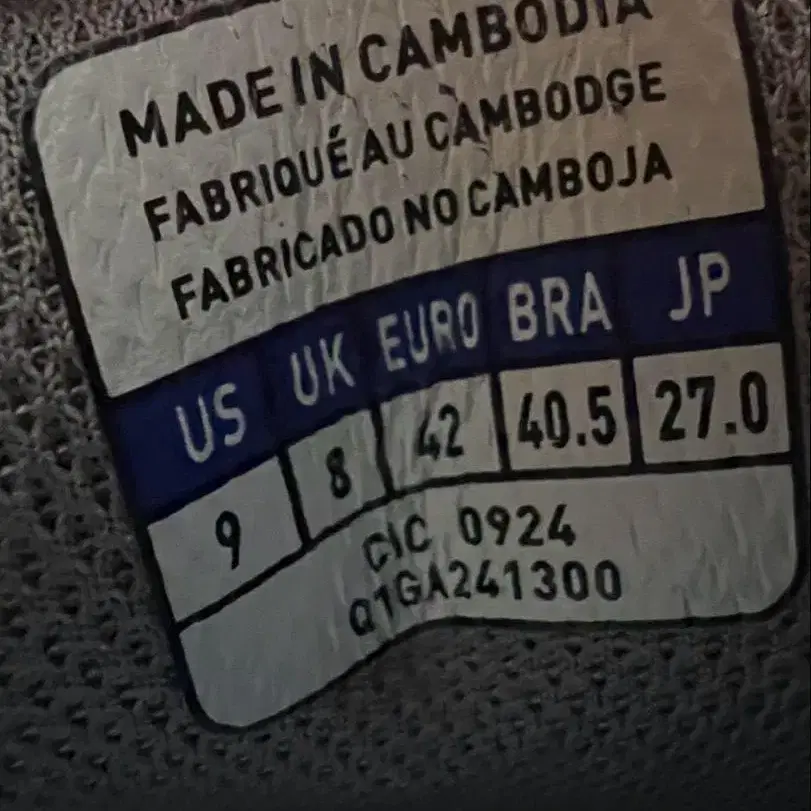 MADE IN CAMBODIA
FABRIQUÉ AU CAMBODGE
FABRICADO NO CAMBOJA
US UK EURO BRA JP
9 8 42 40.5 27.0
CIC 0924
Q1GA241300